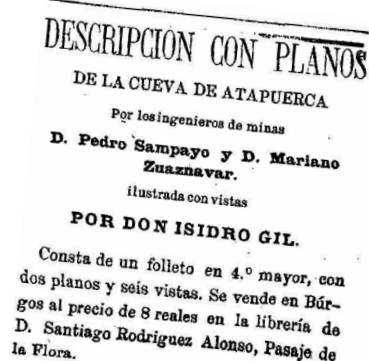 DESCRIPCION CON PLANOS
DE LA CUEVA DE ATAPUERCA
Por los ingenieros de minas
D. Pedro Sampayo y D. Mariano
Zuaznavar.
ilustrada con vistas
POR DON ISIDRO GIL.
Consta de un folleto en 4.º mayor, con
dos planos y seis vistas. Se vende en Búr-
gos al precio de 8 reales en la librería de
D. Santiago Rodriguez Alonso, Pasaje de
la Flora.